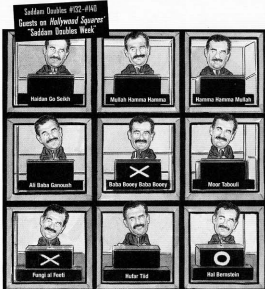 Saddam Doubles #132–#140
Guests on Hollywood Squares'
"Saddam Doubles Week"
Haidan Go Seikh
Mullah Hamma Hamma
Hamma Hamma Mullah
Ali Baba Ganoush
Baba Booey Baba Booey
Moor Tabouli
X
Fungi al Feeti
Hufar Tiid
Hal Bernstein
X
O